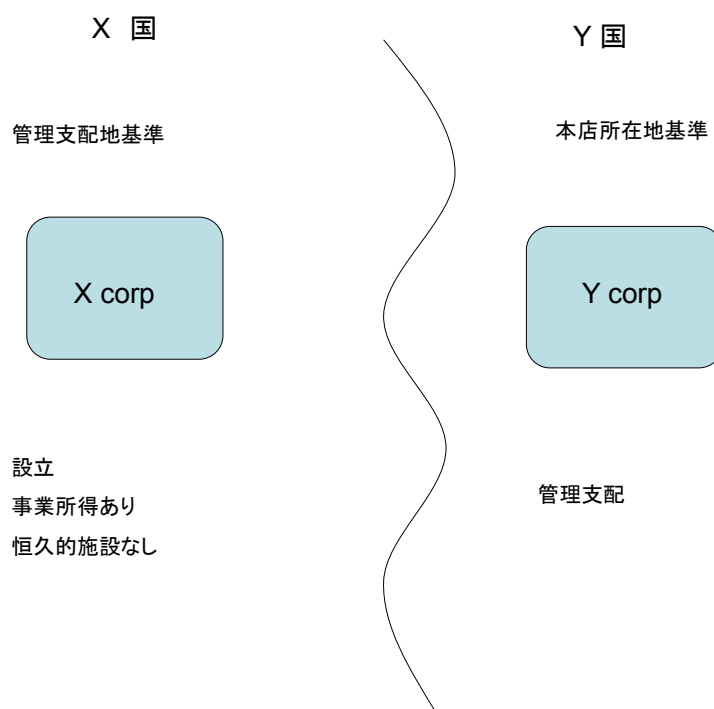 X 国
Y 国
管理支配地基準
本店所在地基準
X corp
Y corp
設立
事業所得あり
恒久的施設なし
管理支配